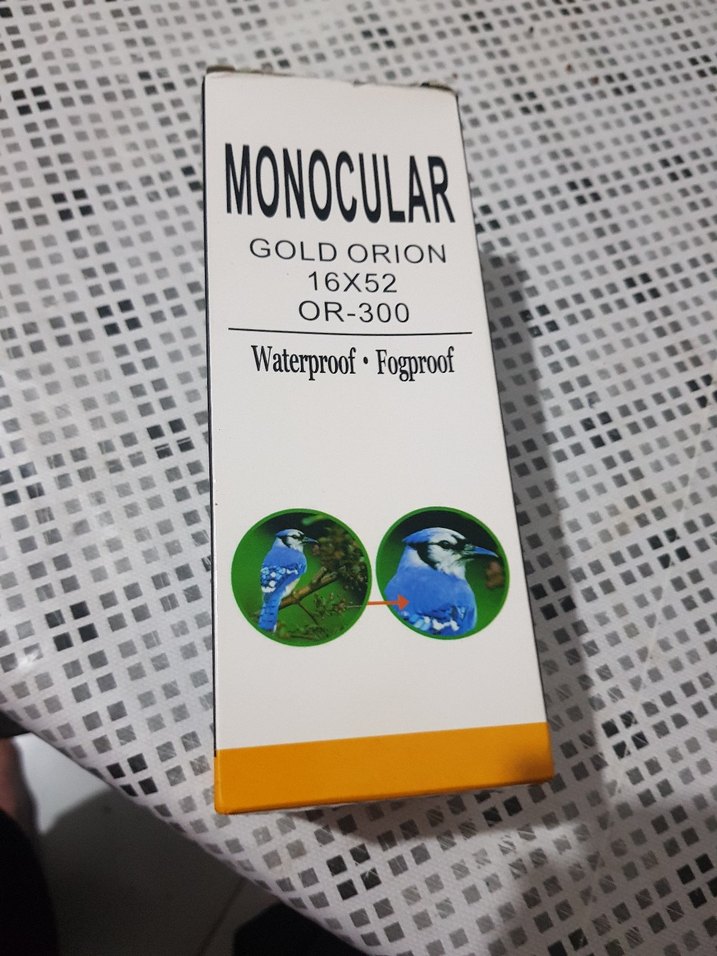 MONOCULAR
GOLD ORION
16X52
OR-300
Waterproof • Fogproof